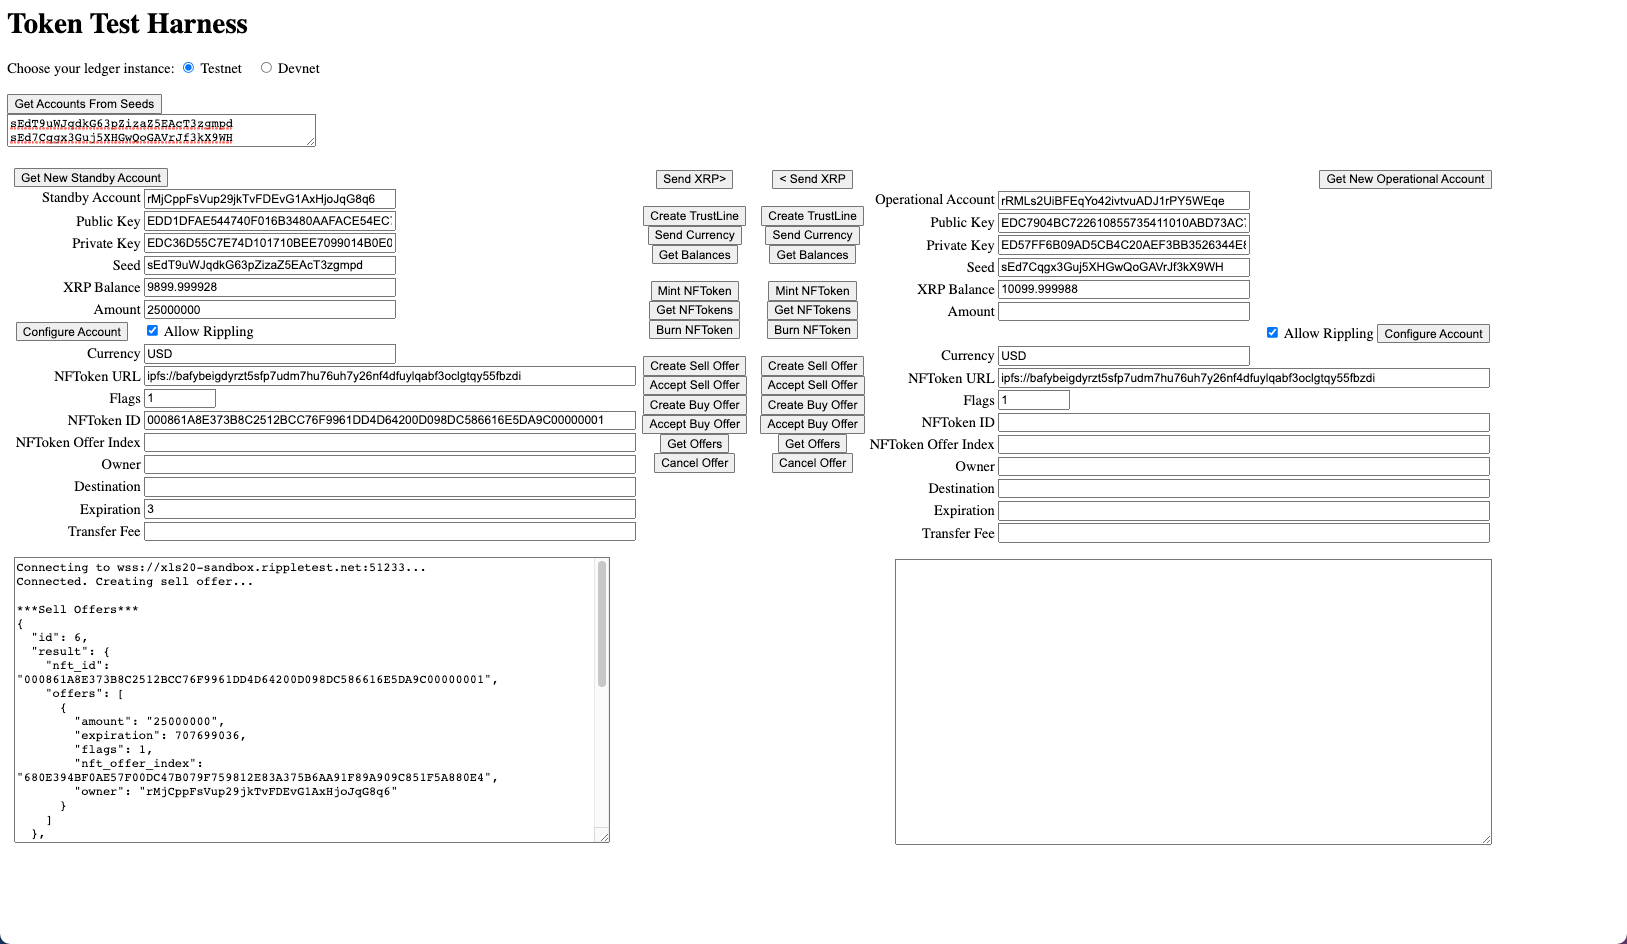 Token Test Harness
Choose your ledger instance: Testnet Devnet
Get Accounts From Seeds
sEdT9uWJqdkG63pZizaZ5EAcT3zgmpd
sEd7Cqgx3Guj5XHGwQoGAVrJf3kX9WH
Get New Standby Account
Standby Account rMjCppFsVup29jkTvFDEvG1AxHjoJqG8q6
Public Key EDD1DFAE544740F016B3480AAFACE54EC
Private Key EDC36D55C7E74D101710BEE7099014B0E0
Seed sEdT9uWJqdkG63pZizaZ5EAcT3zgmpd
XRP Balance 9899.999928
Amount 25000000
Configure Account Allow Rippling
Currency USD
NFToken URL ipfs://bafybeigdyrzt5sfp7udm7hu76uh7y26nf4dfuylqabf3oclgtqy55fbzdi
Flags 1
NFToken ID 000861A8E373B8C2512BCC76F9961DD4D64200D098DC586616E5DA9C00000001
NFToken Offer Index
Owner
Destination
Expiration 3
Transfer Fee
Send XRP> < Send XRP
Create TrustLine Create TrustLine
Send Currency Send Currency
Get Balances Get Balances
Mint NFToken Mint NFToken
Get NFTokens Get NFTokens
Burn NFToken Burn NFToken
Create Sell Offer Create Sell Offer
Accept Sell Offer Accept Sell Offer
Create Buy Offer Create Buy Offer
Accept Buy Offer Accept Buy Offer
Get Offers Get Offers
Cancel Offer Cancel Offer
Get New Operational Account
Operational Account rRMLs2UiBFEqYo42ivtvuADJ1rPY5WEqe
Public Key EDC7904BC722610855735411010ABD73AC
Private Key ED57FF6B09AD5CB4C20AEF3BB3526344E
Seed sEd7Cqgx3Guj5XHGwQoGAVrJf3kX9WH
XRP Balance 10099.999988
Amount
Allow Rippling Configure Account
Currency USD
NFToken URL ipfs://bafybeigdyrzt5sfp7udm7hu76uh7y26nf4dfuylqabf3oclgtqy55fbzdi
Flags 1
NFToken ID
NFToken Offer Index
Owner
Destination
Expiration
Transfer Fee
Connecting to wss://xls20-sandbox.rippletest.net:51233...
Connected. Creating sell offer...
***Sell Offers***
{
"id": 6,
"result": {
"nft_id":
"000861A8E373B8C2512BCC76F9961DD4D64200D098DC586616E5DA9C00000001",
"offers": [
{
"amount": "25000000",
"expiration": 707699036,
"flags": 1,
"nft_offer_index":
"680E394BF0AE57F00DC47B079F759812E83A375B6AA91F89A909C851F5A880E4",
"owner": "rMjCppFsVup29jkTvFDEvG1AxHjoJqG8q6"
}
]
},